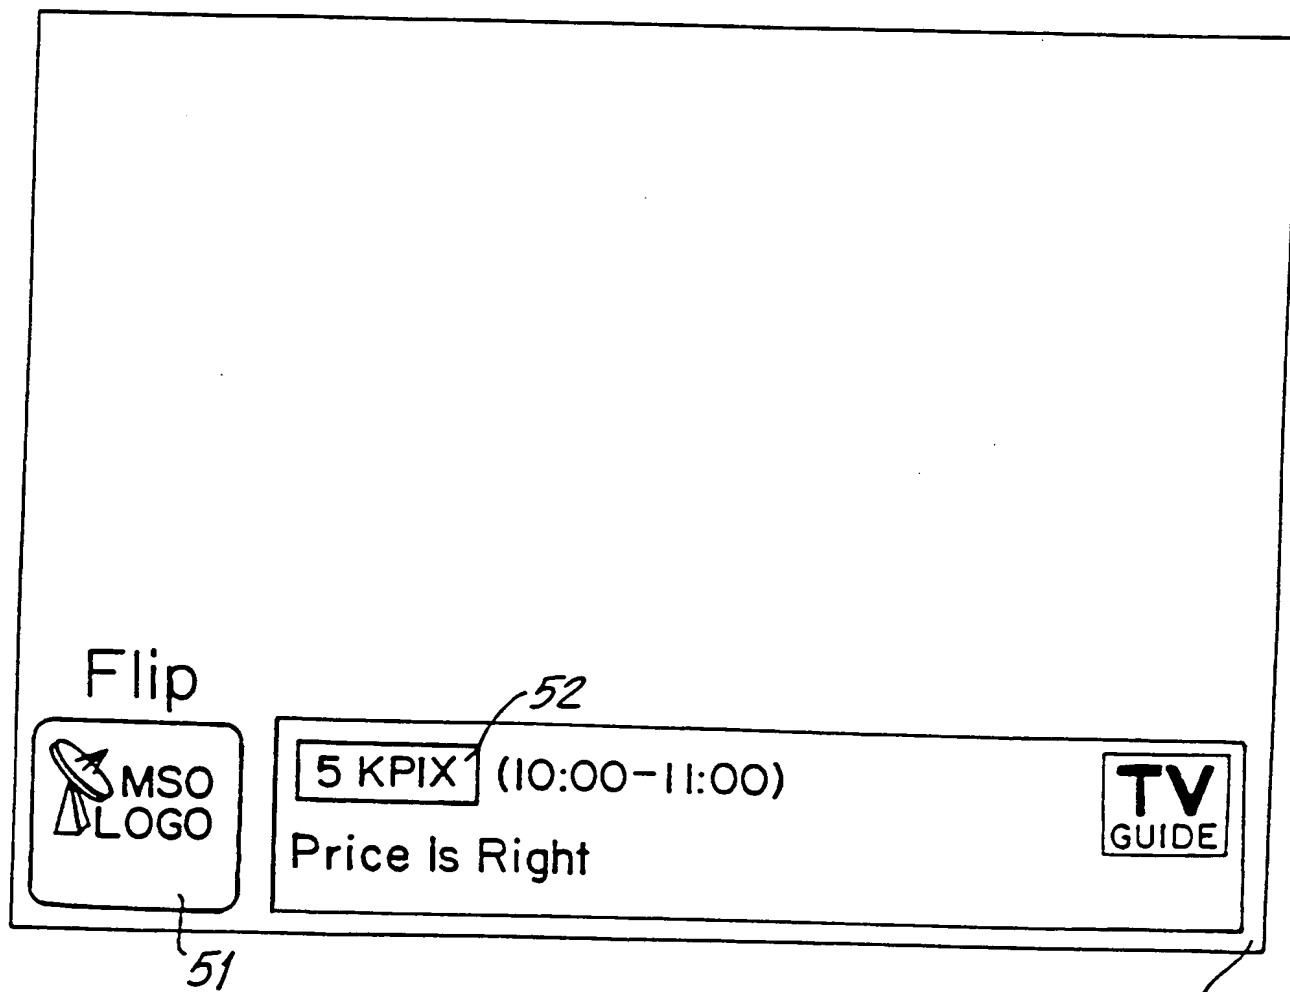 Flip
52
MSO
LOGO
5 KPIX (10:00-11:00)
Price Is Right
TV
GUIDE
51